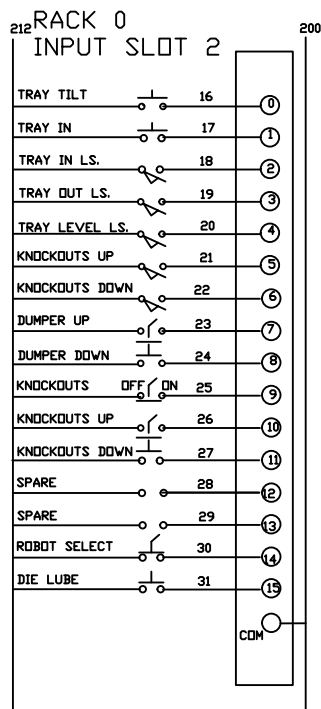 RACK 0
212 200
INPUT SLOT 2
TRAY TILT 16 0
TRAY IN 17 1
TRAY IN LS. 18 2
TRAY OUT LS. 19 3
TRAY LEVEL LS. 20 4
KNOCKOUTS UP 21 5
KNOCKOUTS DOWN 22 6
DUMPER UP 23 7
DUMPER DOWN 24 8
KNOCKOUTS OFF ON 25 9
KNOCKOUTS UP 26 10
KNOCKOUTS DOWN 27 11
SPARE 28 12
SPARE 29 13
ROBOT SELECT 30 14
DIE LUBE 31 15
COM